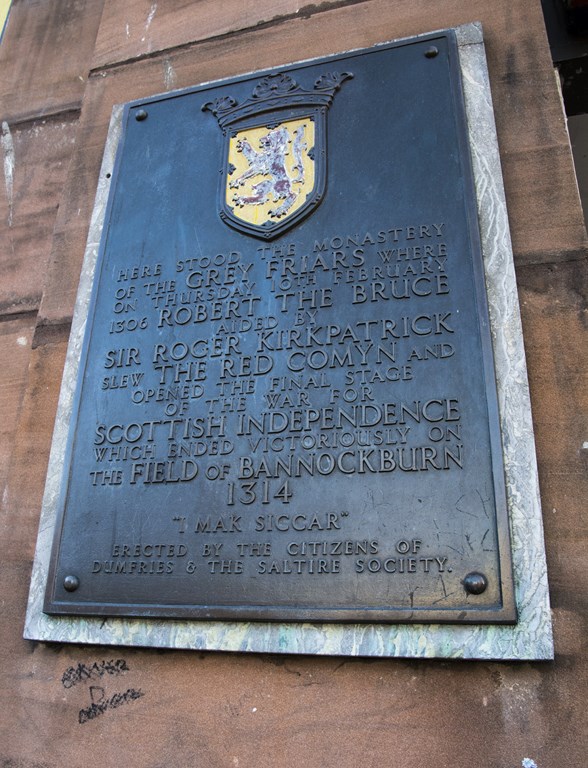 HERE STOOD THE MONASTERY
OF THE GREY FRIARS WHERE
ON THURSDAY 10TH FEBRUARY
1306 ROBERT THE BRUCE
AIDED BY
SIR ROGER KIRKPATRICK
SLEW THE RED COMYN AND
OPENED THE FINAL STAGE
OF THE WAR FOR
SCOTTISH INDEPENDENCE
WHICH ENDED VICTORIOUSLY ON
THE FIELD OF BANNOCKBURN
1314
"I MAK SICCAR"
ERECTED BY THE CITIZENS OF
DUMFRIES & THE SALTIRE SOCIETY.